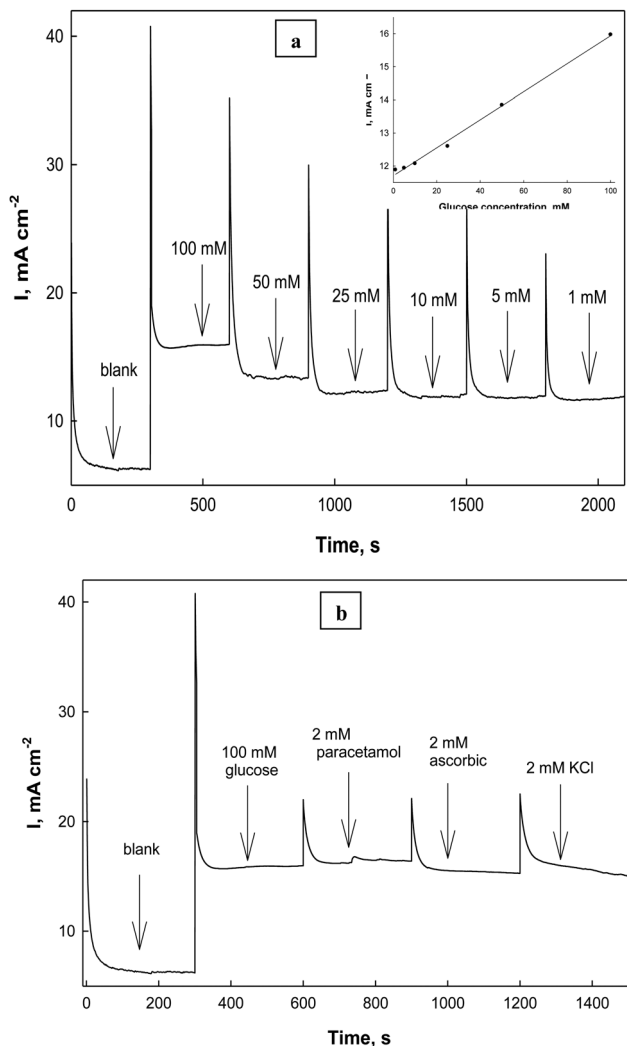 a
I, mA cm⁻²
40
30
20
10
0
500
1000
1500
2000
Time, s
blank
100 mM
50 mM
25 mM
10 mM
5 mM
1 mM
I, mA cm⁻
16
15
14
13
12
0
20
40
60
80
100
Glucose concentration, mM
b
I, mA cm⁻²
40
30
20
10
0
200
400
600
800
1000
1200
1400
Time, s
blank
100 mM
glucose
2 mM
paracetamol
2 mM
ascorbic
2 mM KCl